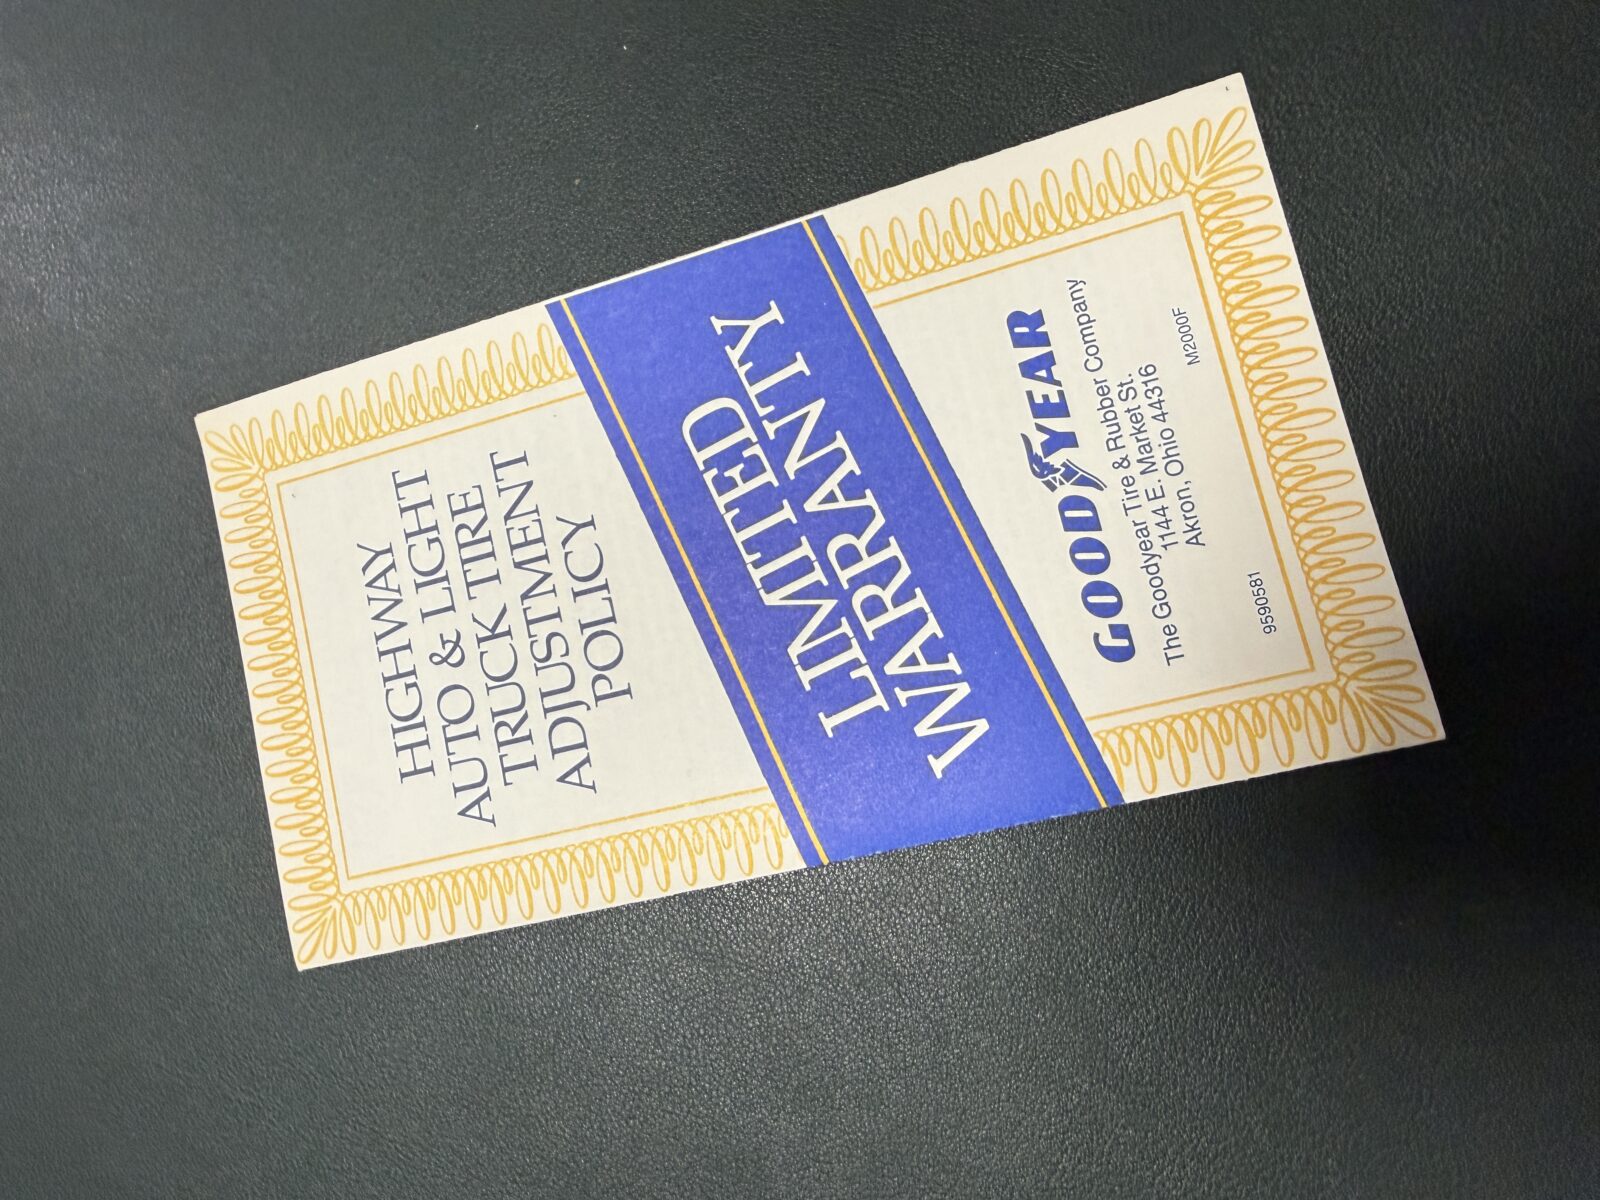 HIGHWAY
AUTO & LIGHT
TRUCK TIRE
ADJUSTMENT
POLICY
LIMITED
WARRANTY
GOODYEAR
The Goodyear Tire & Rubber Company
1144 E. Market St.
Akron, Ohio 44316
9590581
M2000F